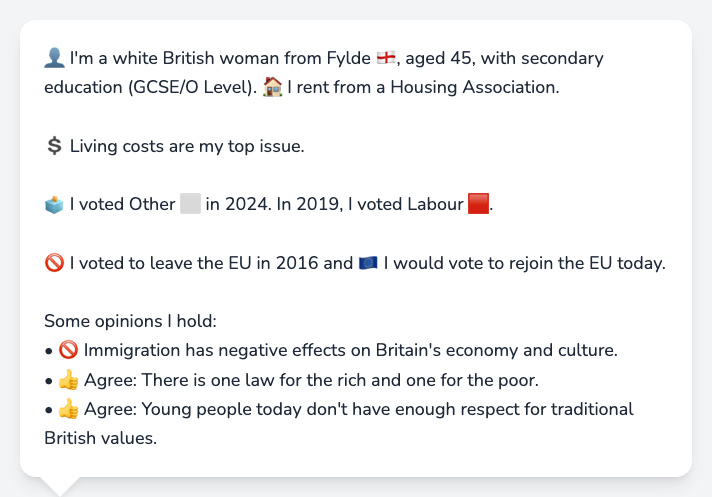 👤 I'm a white British woman from Fylde 🏴󠁧󠁢󠁥󠁮󠁧󠁿, aged 45, with secondary
education (GCSE/O Level). 🏠 I rent from a Housing Association.
💲 Living costs are my top issue.
🗳️ I voted Other ⬜ in 2024. In 2019, I voted Labour 🟥.
🚫 I voted to leave the EU in 2016 and 🇪🇺 I would vote to rejoin the EU today.
Some opinions I hold:
• 🚫 Immigration has negative effects on Britain's economy and culture.
• 👍 Agree: There is one law for the rich and one for the poor.
• 👍 Agree: Young people today don't have enough respect for traditional
British values.